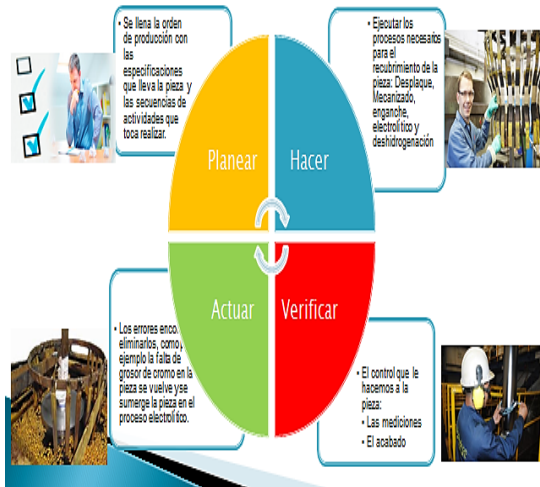 • Se llena la orden
de producción con
las
especificaciones
que lleva la pieza y
las secuencias de
actividades que
toca realizar.
• Ejecutar los
procesos necesarios
para el
recubrimiento de la
pieza: Desplaque,
Mecanizado,
enganche,
electrolítico y
deshidrogenación
Planear
Hacer
Actuar
Verificar
• Los errores
eliminarlos, como
ejemplo la falta de
grosor de cromo en la
pieza se vuelve y se
sumerge la pieza en el
proceso electrolítico.
• El control que le
hacemos a la
pieza:
• Las mediciones
• El acabado